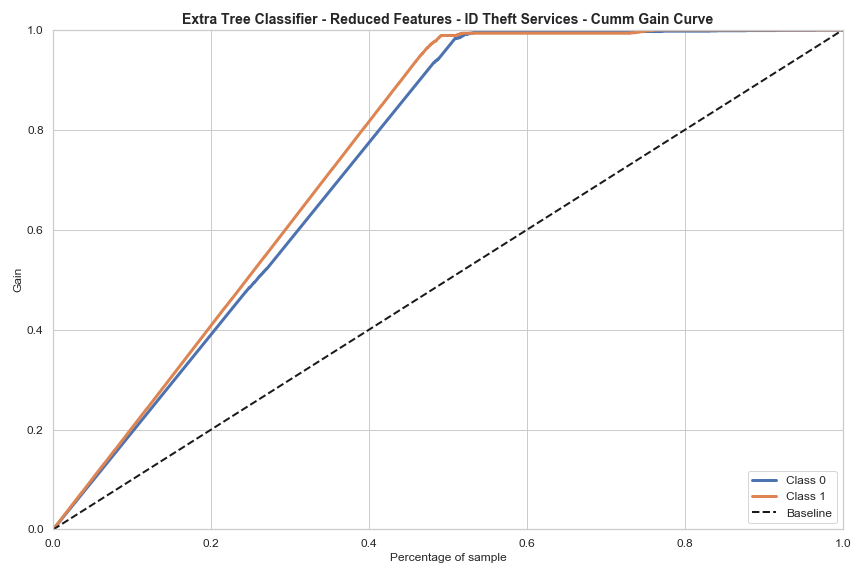 Extra Tree Classifier - Reduced Features - ID Theft Services - Cumm Gain Curve
1.0
0.8
0.6
0.4
0.2
0.0
Gain
0.0 0.2 0.4 0.6 0.8 1.0
Percentage of sample
Class 0
Class 1
Baseline